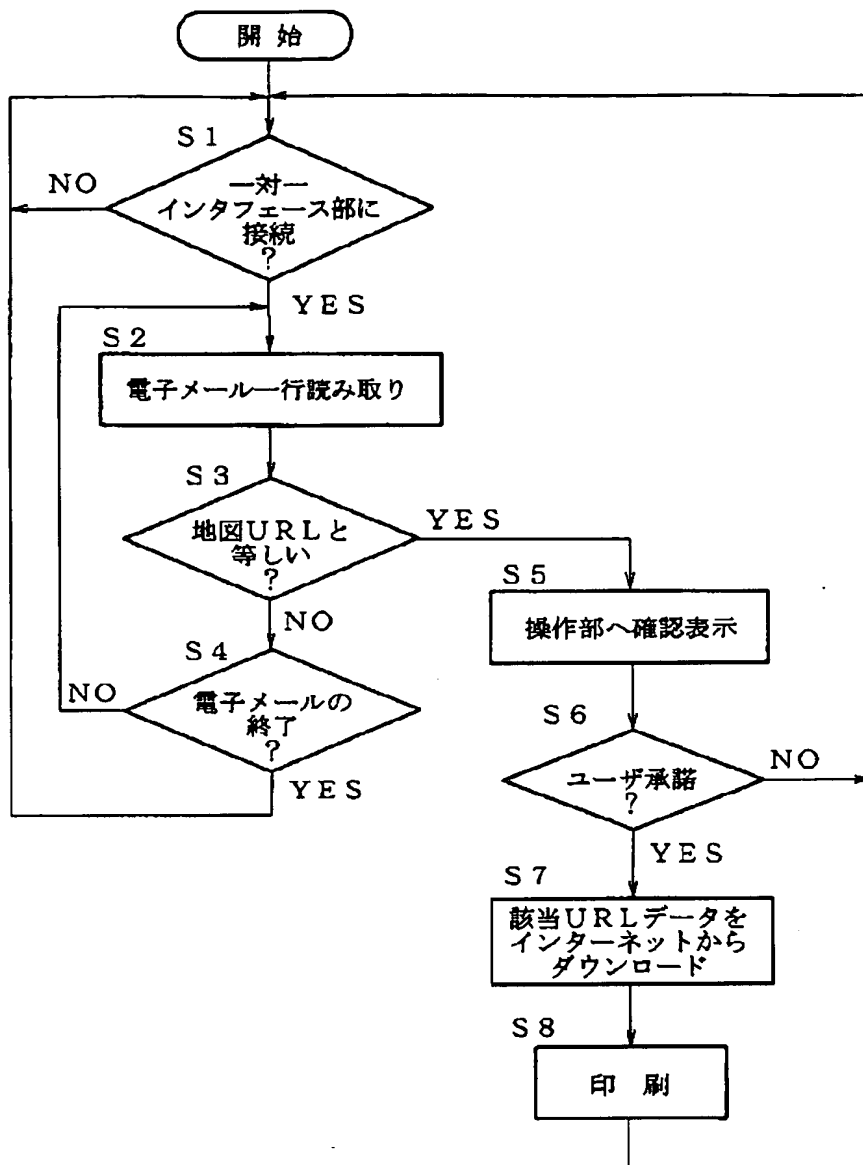 開始
S1
NO
一対一
インタフェース部に
接続
?
YES
S2
電子メール一行読み取り
S3
地図URLと
等しい
?
YES
NO
S4
電子メールの
終了
?
NO
YES
S5
操作部へ確認表示
S6
ユーザ承諾
?
NO
YES
S7
該当URLデータを
インターネットから
ダウンロード
S8
印刷